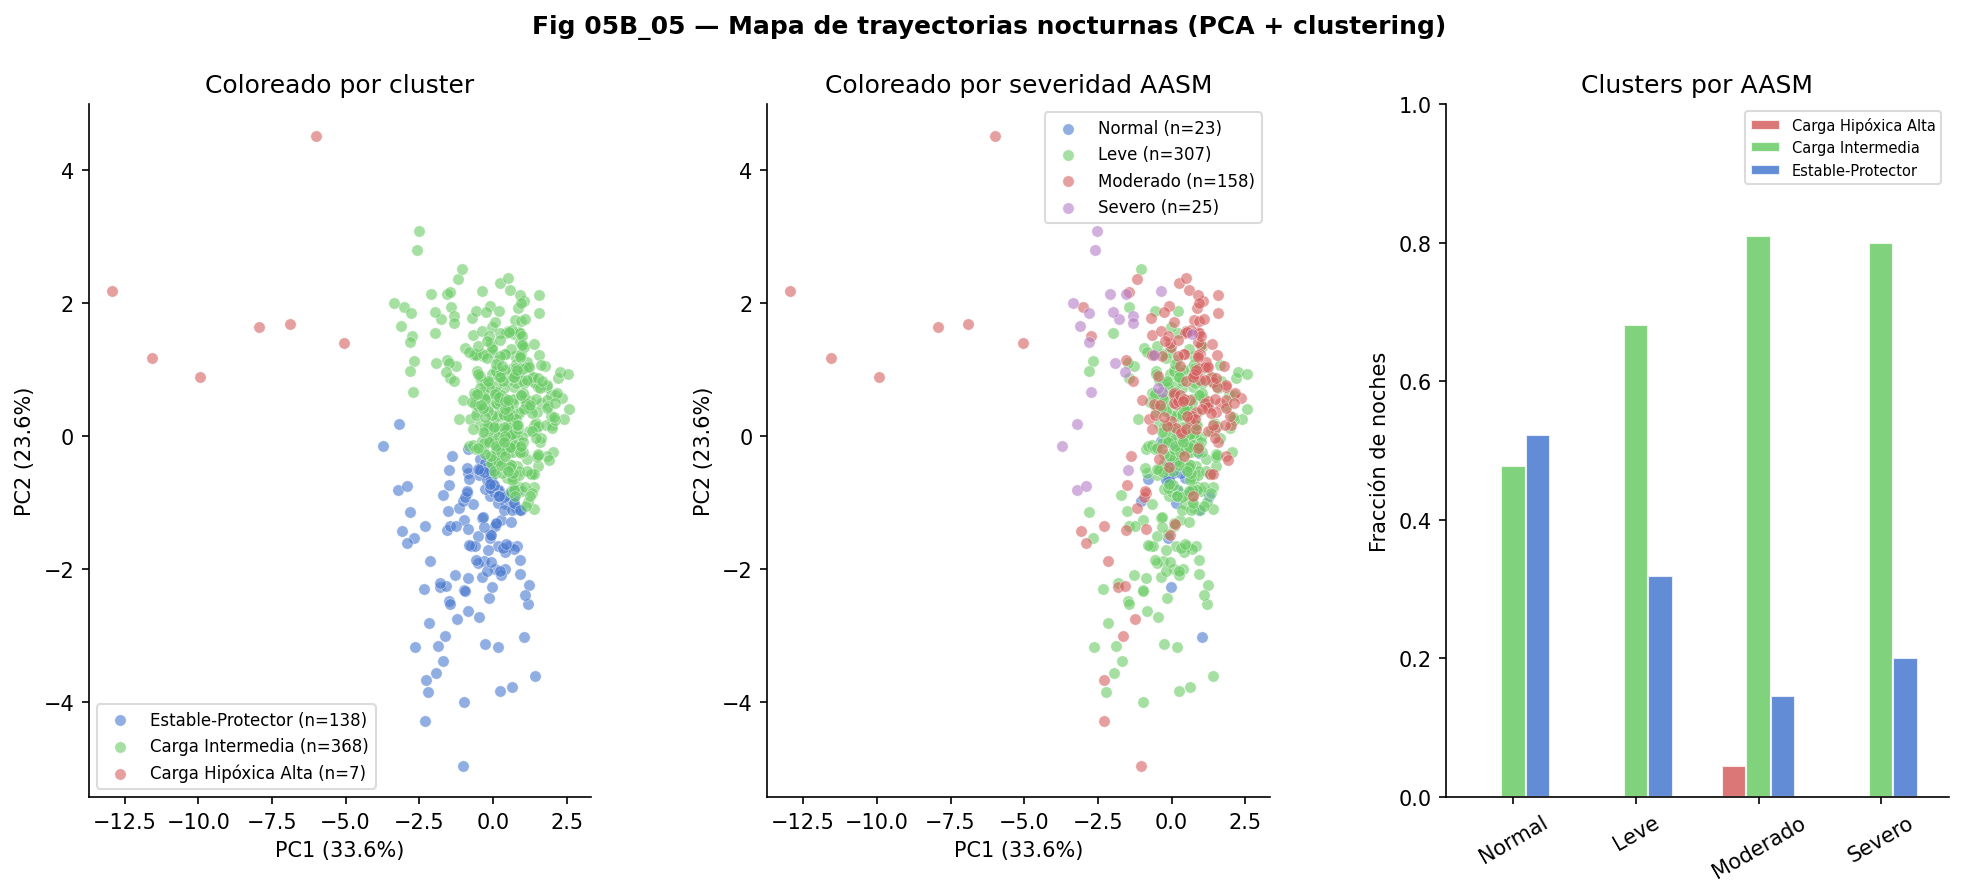 Fig 05B_05 — Mapa de trayectorias nocturnas (PCA + clustering)
Coloreado por cluster
4
2
0
−2
−4
PC2 (23.6%)
Estable-Protector (n=138)
Carga Intermedia (n=368)
Carga Hipóxica Alta (n=7)
−12.5 −10.0 −7.5 −5.0 −2.5 0.0 2.5
PC1 (33.6%)
Coloreado por severidad AASM
Normal (n=23)
Leve (n=307)
Moderado (n=158)
Severo (n=25)
4
2
0
−2
−4
PC2 (23.6%)
−12.5 −10.0 −7.5 −5.0 −2.5 0.0 2.5
PC1 (33.6%)
Clusters por AASM
Carga Hipóxica Alta
Carga Intermedia
Estable-Protector
1.0
0.8
0.6
0.4
0.2
0.0
Fracción de noches
Normal Leve Moderado Severo